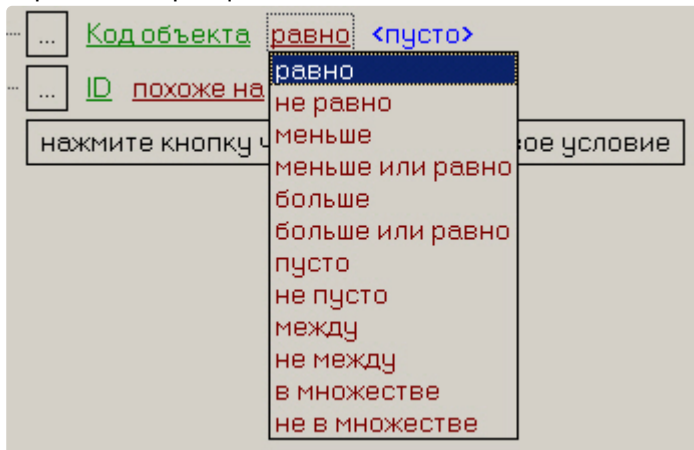 ... Код объекта равно <пусто>
равно
... ID похоже на
не равно
нажмите кнопку ое условие
меньше
меньше или равно
больше
больше или равно
пусто
не пусто
между
не между
в множестве
не в множестве